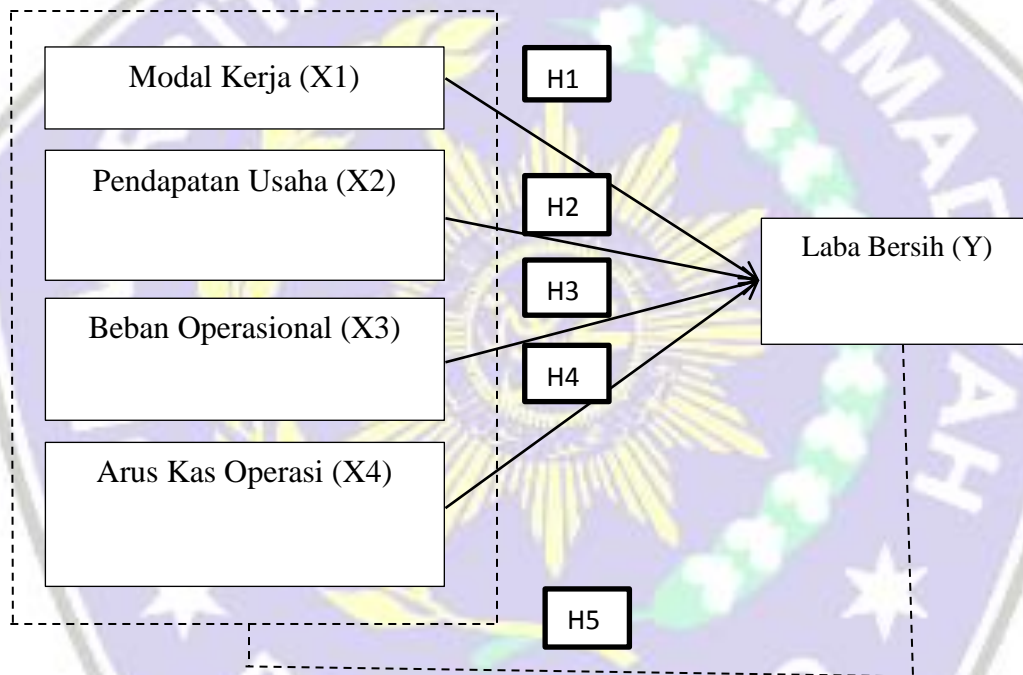 Modal Kerja (X1)
H1
Pendapatan Usaha (X2)
H2
Laba Bersih (Y)
H3
Beban Operasional (X3)
H4
Arus Kas Operasi (X4)
H5